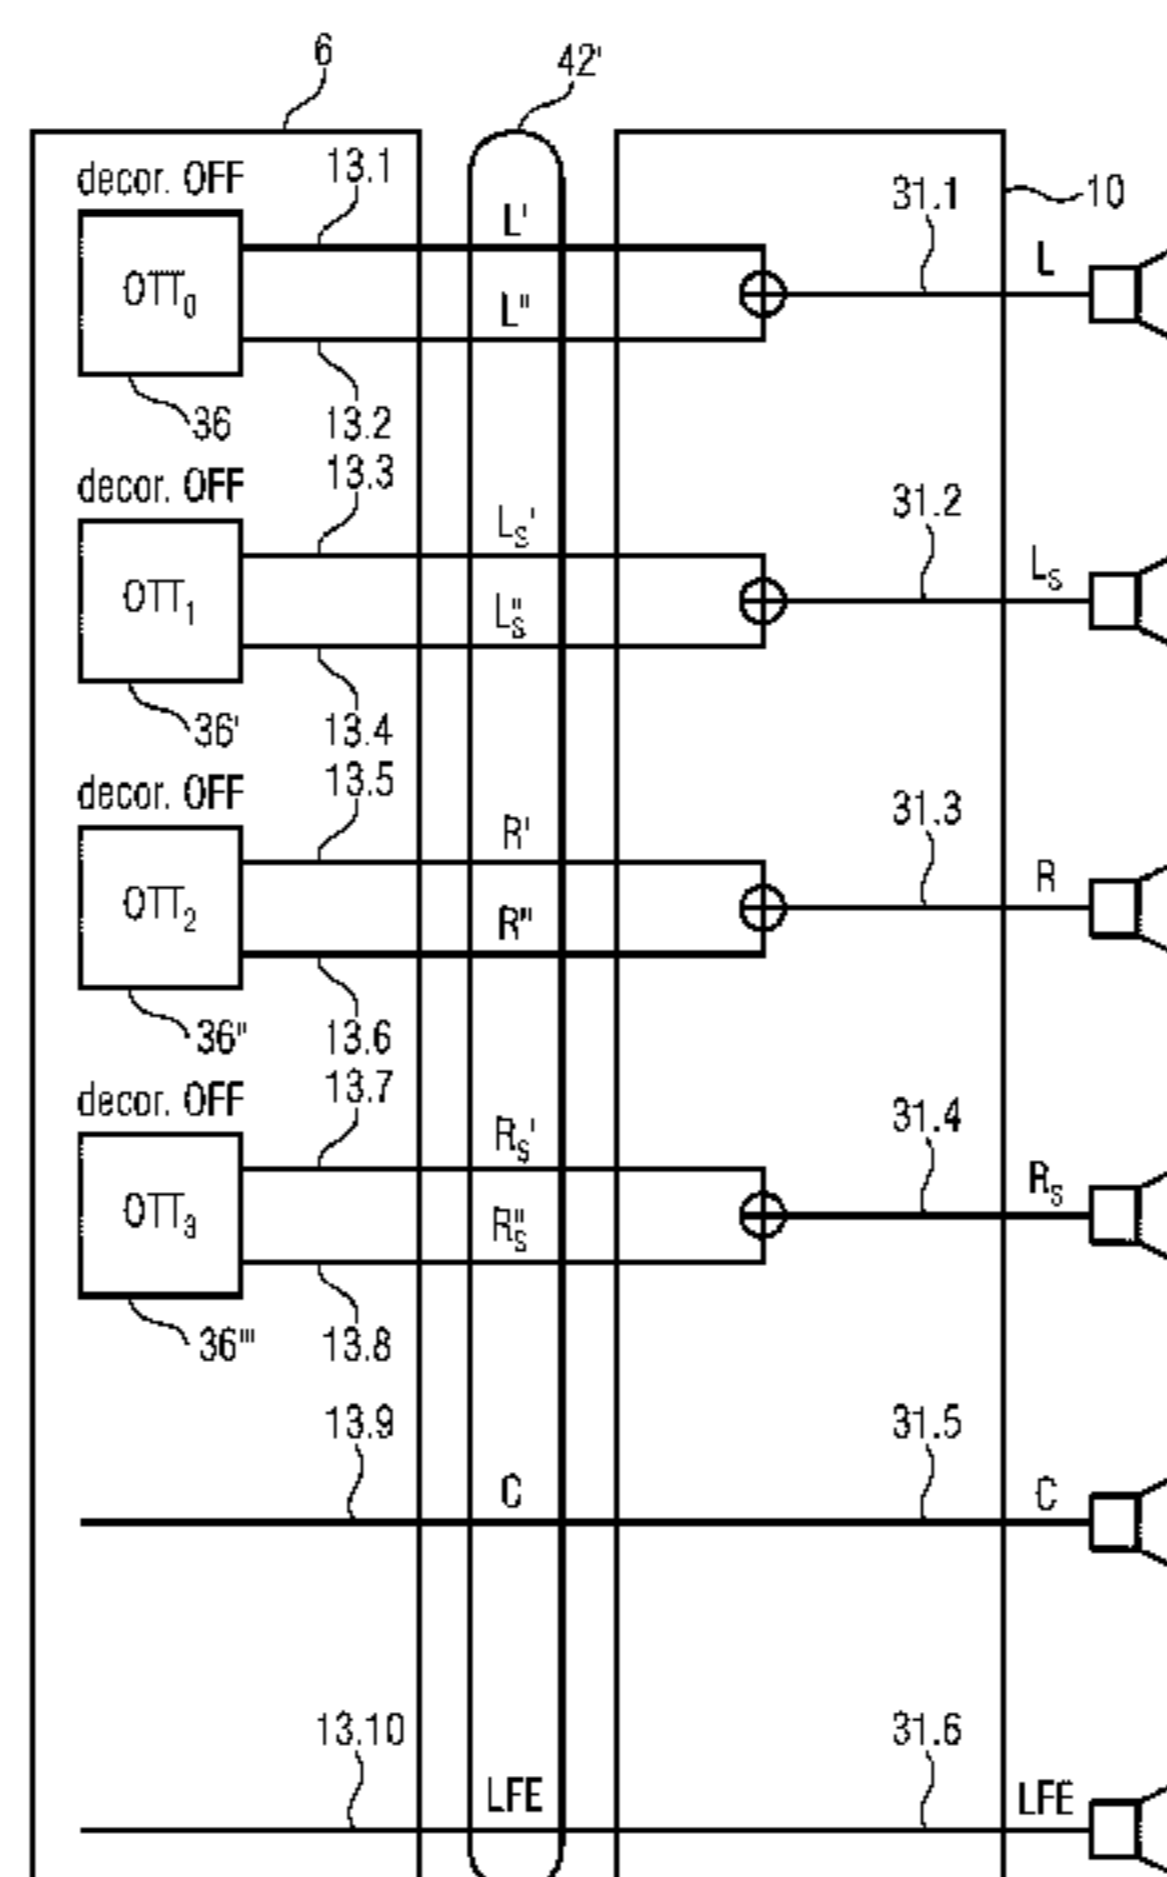 6
42'
decor. OFF
13.1
10
31.1
L'
L
OTT0
L"
36
13.2
decor. OFF
13.3
31.2
Ls'
Ls
OTT1
Ls"
36'
13.4
decor. OFF
13.5
31.3
R'
R
OTT2
R"
36"
13.6
decor. OFF
13.7
31.4
Rs'
Rs
OTT3
Rs"
36'''
13.8
13.9
31.5
C
C
13.10
31.6
LFE
LFE